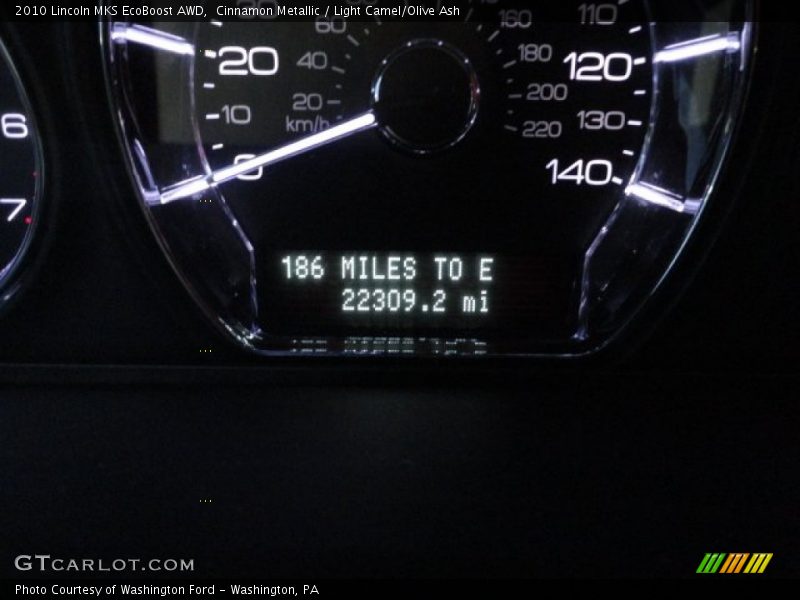 2010 Lincoln MKS EcoBoost AWD,  Cinnamon Metallic / Light Camel/Olive Ash
60
160
110
20
40
180
120
200
6
10
20
220
130
km/h
0
140
7
186 MILES TO E
22309.2 mi
GTCARLOT.COM
Photo Courtesy of Washington Ford - Washington, PA